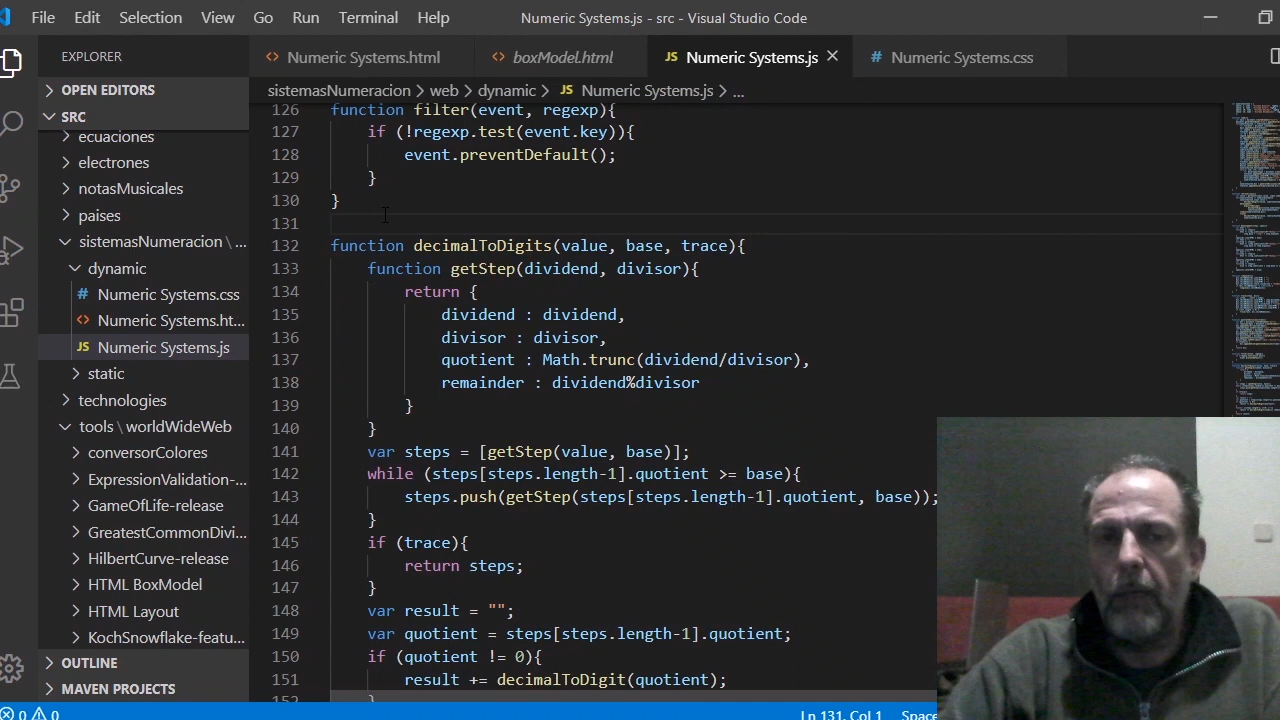 File Edit Selection View Go Run Terminal Help Numeric Systems.js - src - Visual Studio Code
EXPLORER
Numeric Systems.html boxModel.html JS Numeric Systems.js # Numeric Systems.css
OPEN EDITORS
sistemasNumeracion > web > dynamic > JS Numeric Systems.js > ...
SRC
ecuaciones
electrones
notasMusicales
paises
sistemasNumeracion \ ...
dynamic
# Numeric Systems.css
Numeric Systems.ht...
JS Numeric Systems.js
static
technologies
tools \ worldWideWeb
conversorColores
ExpressionValidation-...
GameOfLife-release
GreatestCommonDivi...
HilbertCurve-release
HTML BoxModel
HTML Layout
KochSnowflake-featu...
OUTLINE
MAVEN PROJECTS
126 function filter(event, regexp){
127 if (!regexp.test(event.key)){
128 event.preventDefault();
129 }
130 }
131
132 function decimalToDigits(value, base, trace){
133 function getStep(dividend, divisor){
134 return {
135 dividend : dividend,
136 divisor : divisor,
137 quotient : Math.trunc(dividend/divisor),
138 remainder : dividend%divisor
139 }
140 }
141 var steps = [getStep(value, base)];
142 while (steps[steps.length-1].quotient >= base){
143 steps.push(getStep(steps[steps.length-1].quotient, base));
144 }
145 if (trace){
146 return steps;
147 }
148 var result = "";
149 var quotient = steps[steps.length-1].quotient;
150 if (quotient != 0){
151 result += decimalToDigit(quotient);
152 }
0 0 Ln 131, Col 1